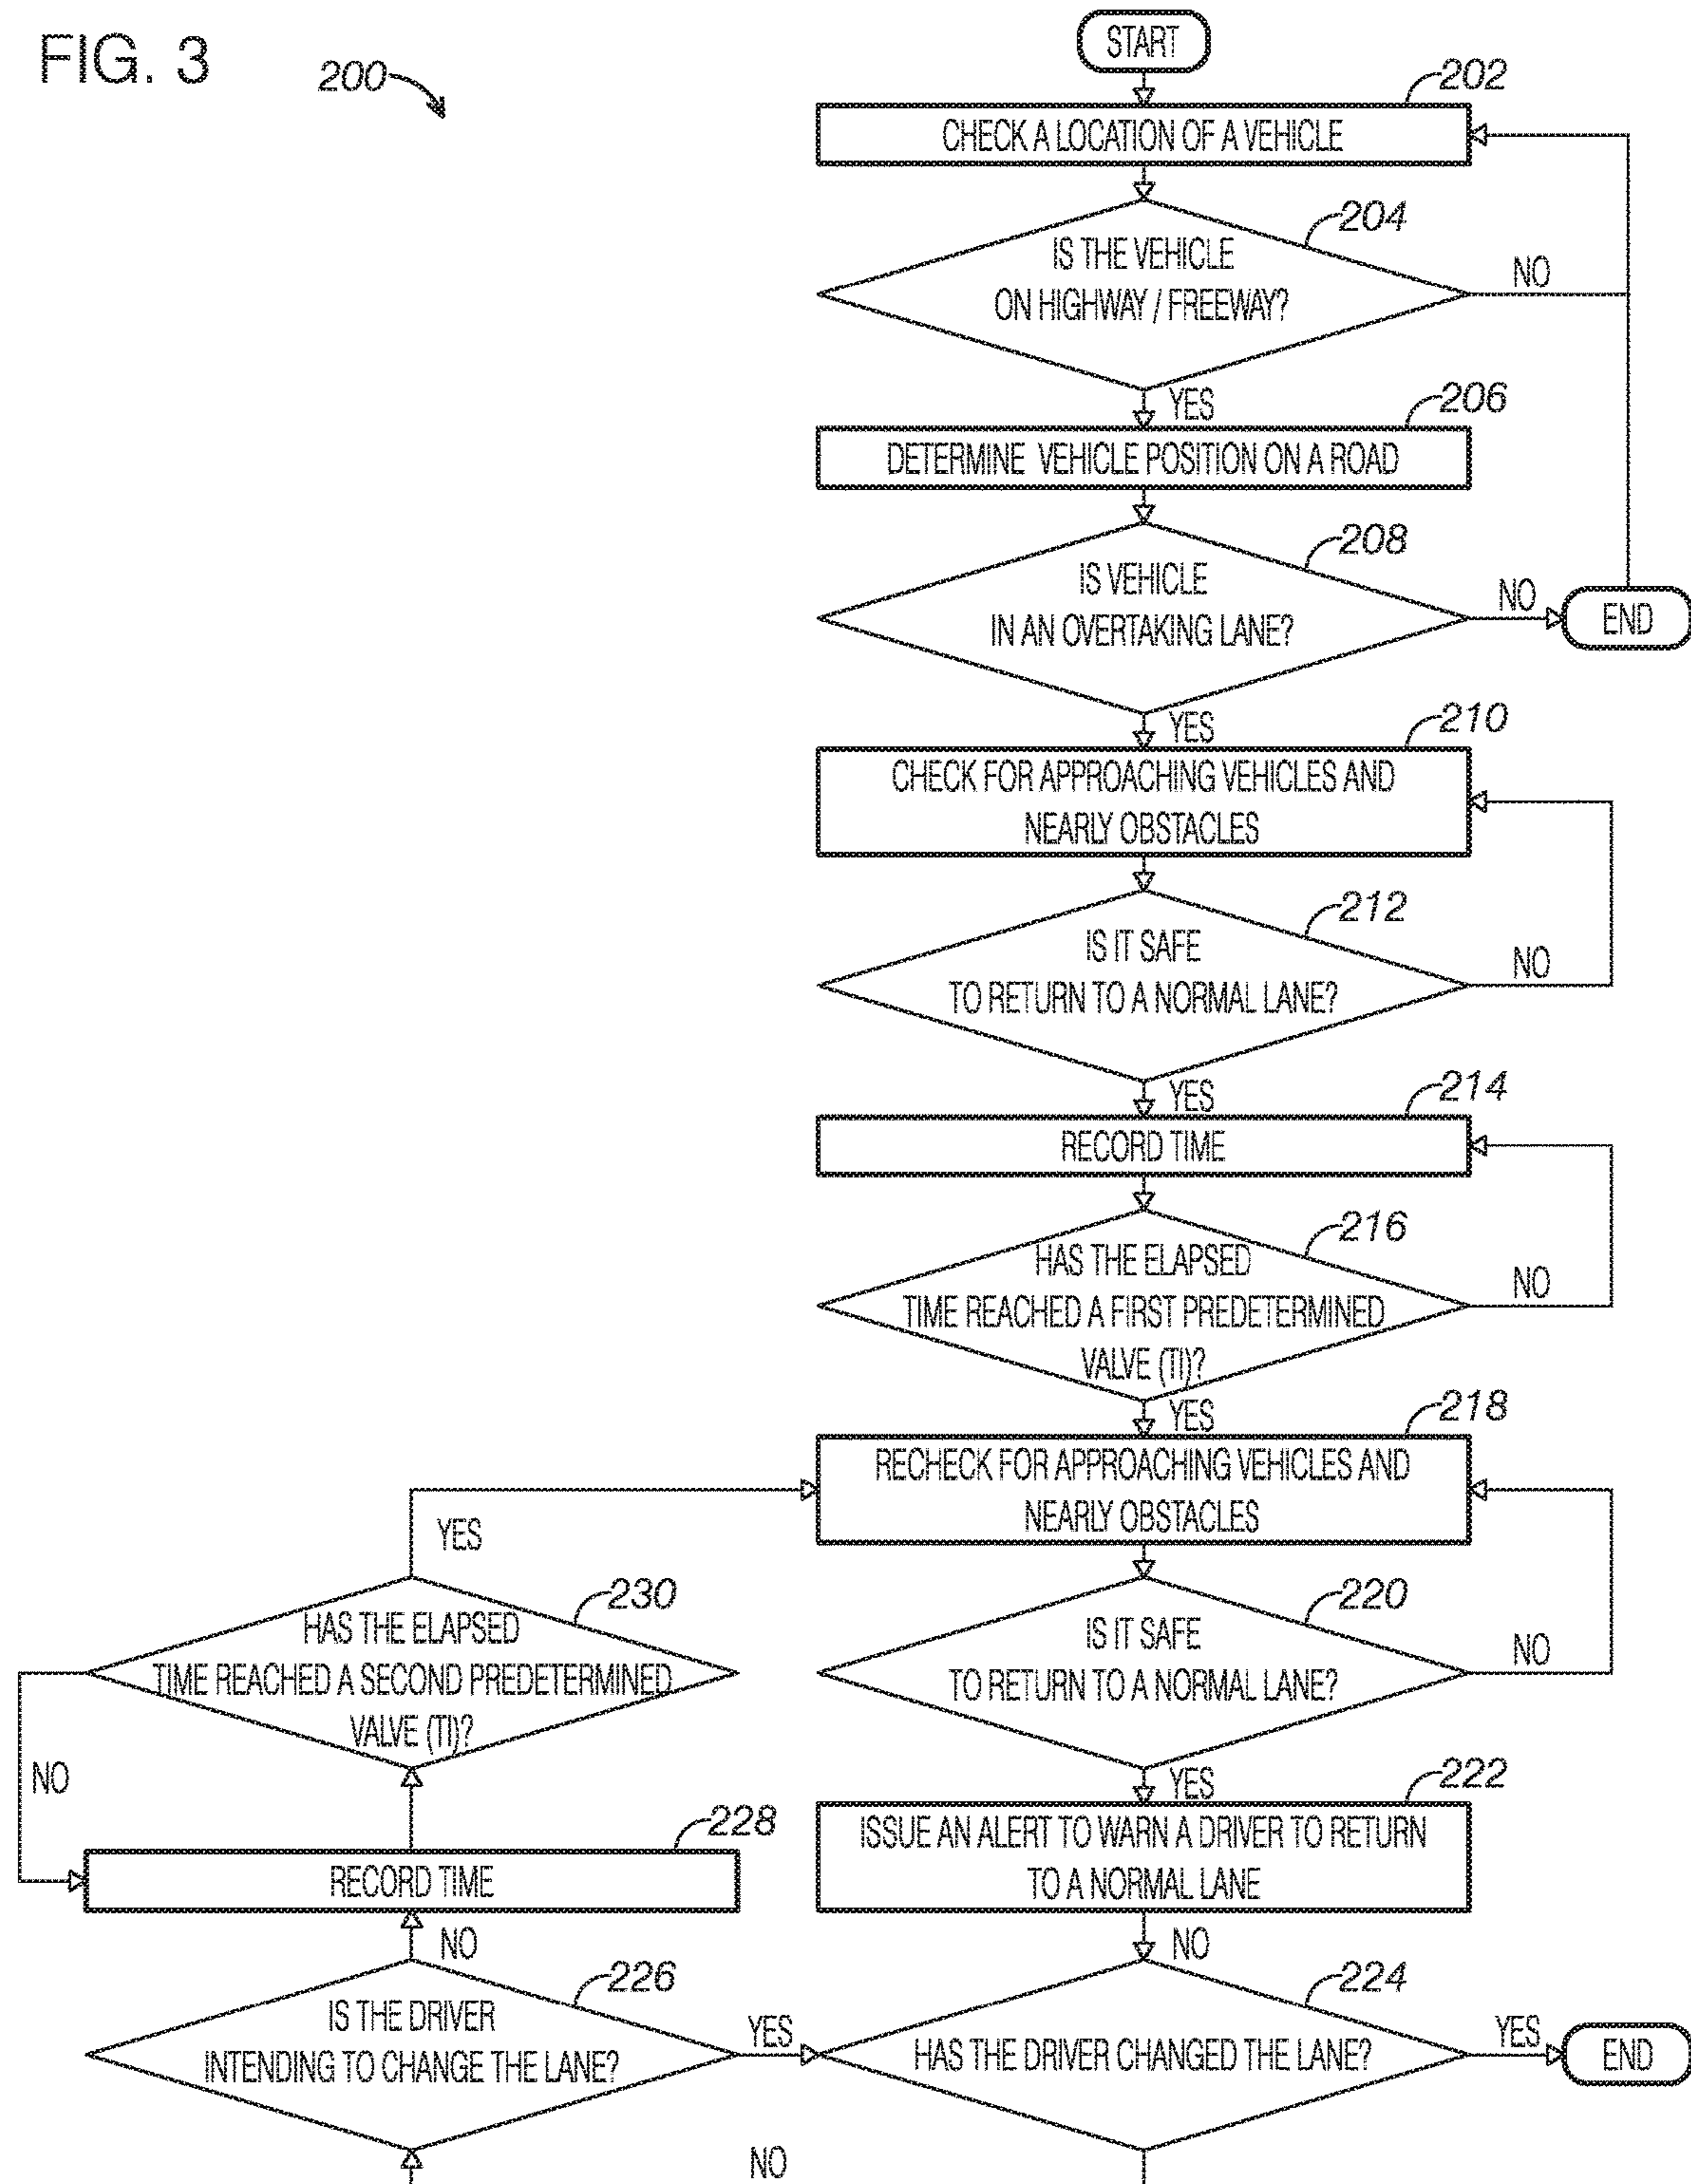 FIG. 3
200
START
202
CHECK A LOCATION OF A VEHICLE
204
IS THE VEHICLE
ON HIGHWAY / FREEWAY?
NO
YES
206
DETERMINE VEHICLE POSITION ON A ROAD
208
IS VEHICLE
IN AN OVERTAKING LANE?
NO
END
YES
210
CHECK FOR APPROACHING VEHICLES AND
NEARLY OBSTACLES
212
IS IT SAFE
TO RETURN TO A NORMAL LANE?
NO
YES
214
RECORD TIME
216
HAS THE ELAPSED
TIME REACHED A FIRST PREDETERMINED
VALVE (TI)?
NO
YES
218
RECHECK FOR APPROACHING VEHICLES AND
NEARLY OBSTACLES
220
IS IT SAFE
TO RETURN TO A NORMAL LANE?
NO
YES
222
ISSUE AN ALERT TO WARN A DRIVER TO RETURN
TO A NORMAL LANE
NO
224
HAS THE DRIVER CHANGED THE LANE?
YES
END
NO
226
IS THE DRIVER
INTENDING TO CHANGE THE LANE?
YES
NO
228
RECORD TIME
230
HAS THE ELAPSED
TIME REACHED A SECOND PREDETERMINED
VALVE (TI)?
NO
YES